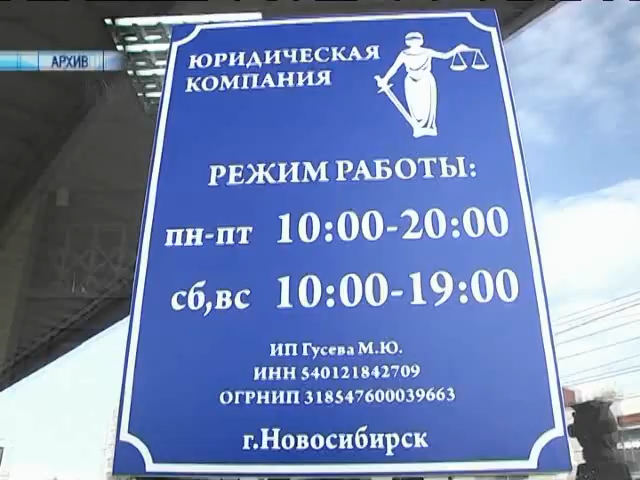 АРХИВ
ЮРИДИЧЕСКАЯ
КОМПАНИЯ
РЕЖИМ РАБОТЫ:
пн-пт 10:00-20:00
сб,вс 10:00-19:00
ИП Гусева М.Ю.
ИНН 540121842709
ОГРНИП 318547600039663
г.Новосибирск